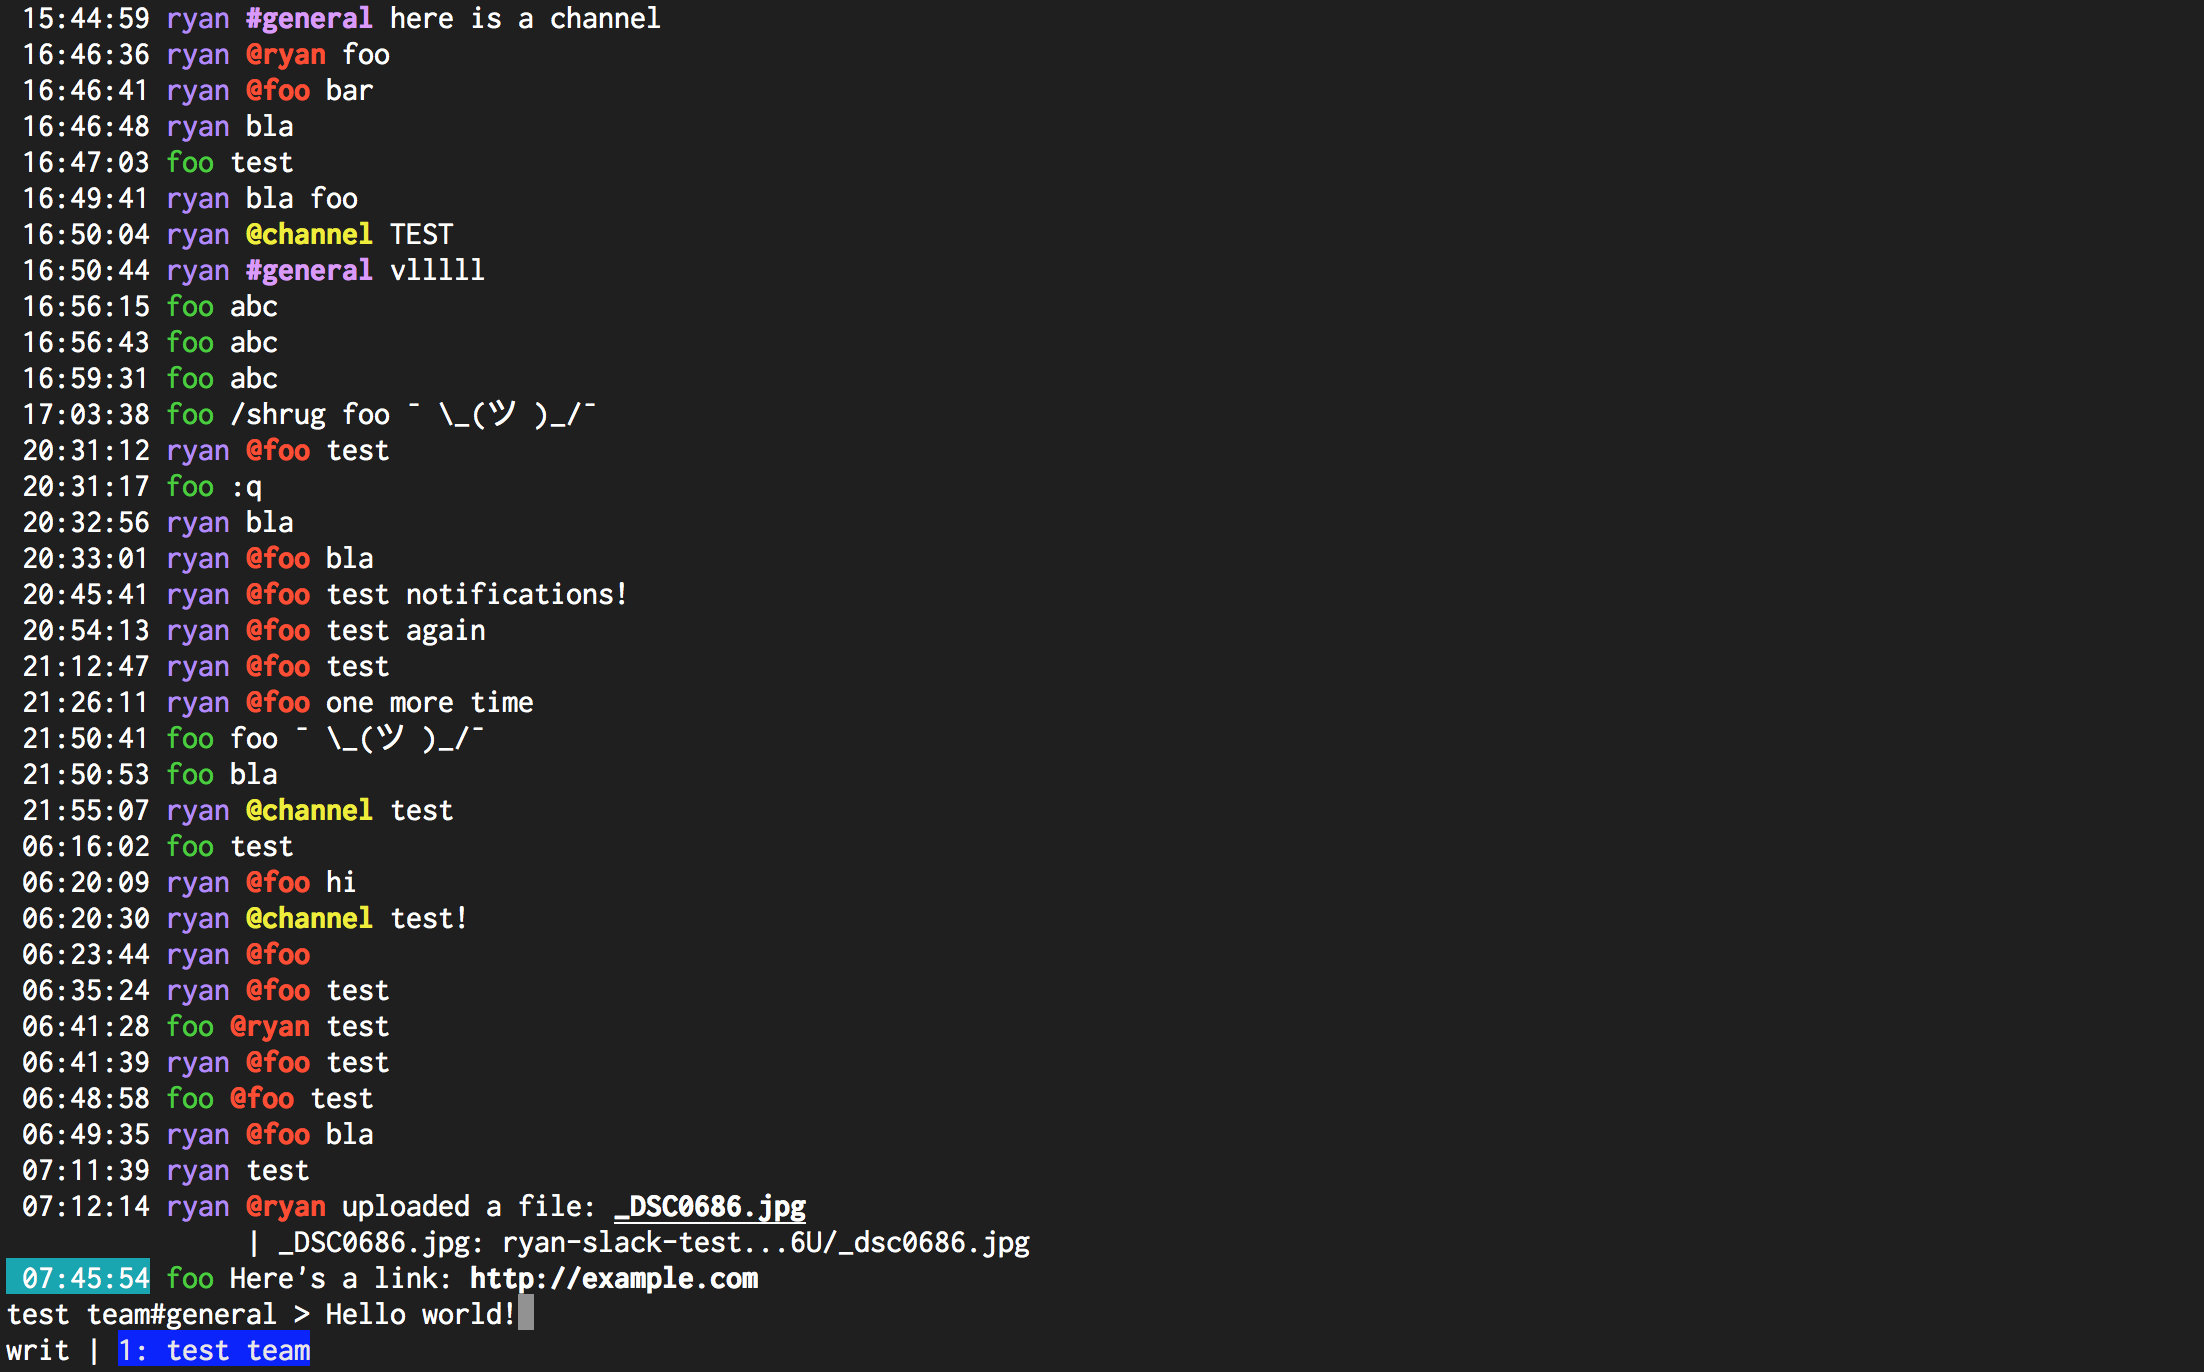 15:44:59 ryan #general here is a channel
16:46:36 ryan @ryan foo
16:46:41 ryan @foo bar
16:46:48 ryan bla
16:47:03 foo test
16:49:41 ryan bla foo
16:50:04 ryan @channel TEST
16:50:44 ryan #general vlllll
16:56:15 foo abc
16:56:43 foo abc
16:59:31 foo abc
17:03:38 foo /shrug foo ¯ \_(ツ )_/¯
20:31:12 ryan @foo test
20:31:17 foo :q
20:32:56 ryan bla
20:33:01 ryan @foo bla
20:45:41 ryan @foo test notifications!
20:54:13 ryan @foo test again
21:12:47 ryan @foo test
21:26:11 ryan @foo one more time
21:50:41 foo foo ¯ \_(ツ )_/¯
21:50:53 foo bla
21:55:07 ryan @channel test
06:16:02 foo test
06:20:09 ryan @foo hi
06:20:30 ryan @channel test!
06:23:44 ryan @foo
06:35:24 ryan @foo test
06:41:28 foo @ryan test
06:41:39 ryan @foo test
06:48:58 foo @foo test
06:49:35 ryan @foo bla
07:11:39 ryan test
07:12:14 ryan @ryan uploaded a file: _DSC0686.jpg
| _DSC0686.jpg: ryan-slack-test...6U/_dsc0686.jpg
07:45:54 foo Here's a link: http://example.com
test team#general > Hello world!
writ | 1: test team